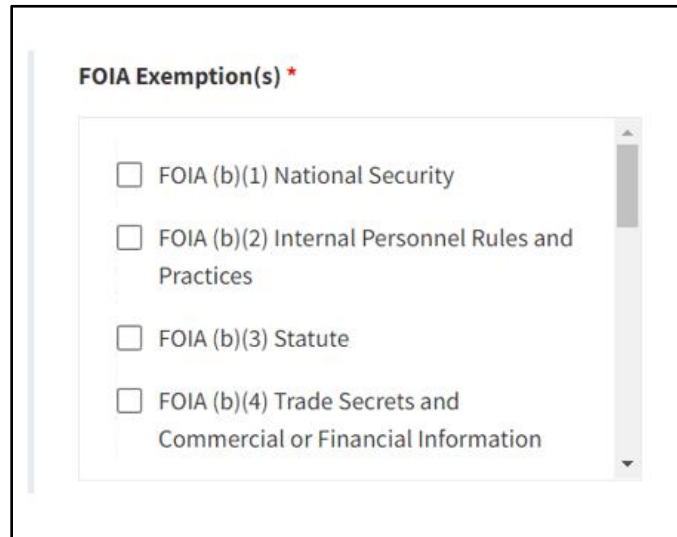 FOIA Exemption(s) *
FOIA (b)(1) National Security
FOIA (b)(2) Internal Personnel Rules and
Practices
FOIA (b)(3) Statute
FOIA (b)(4) Trade Secrets and
Commercial or Financial Information